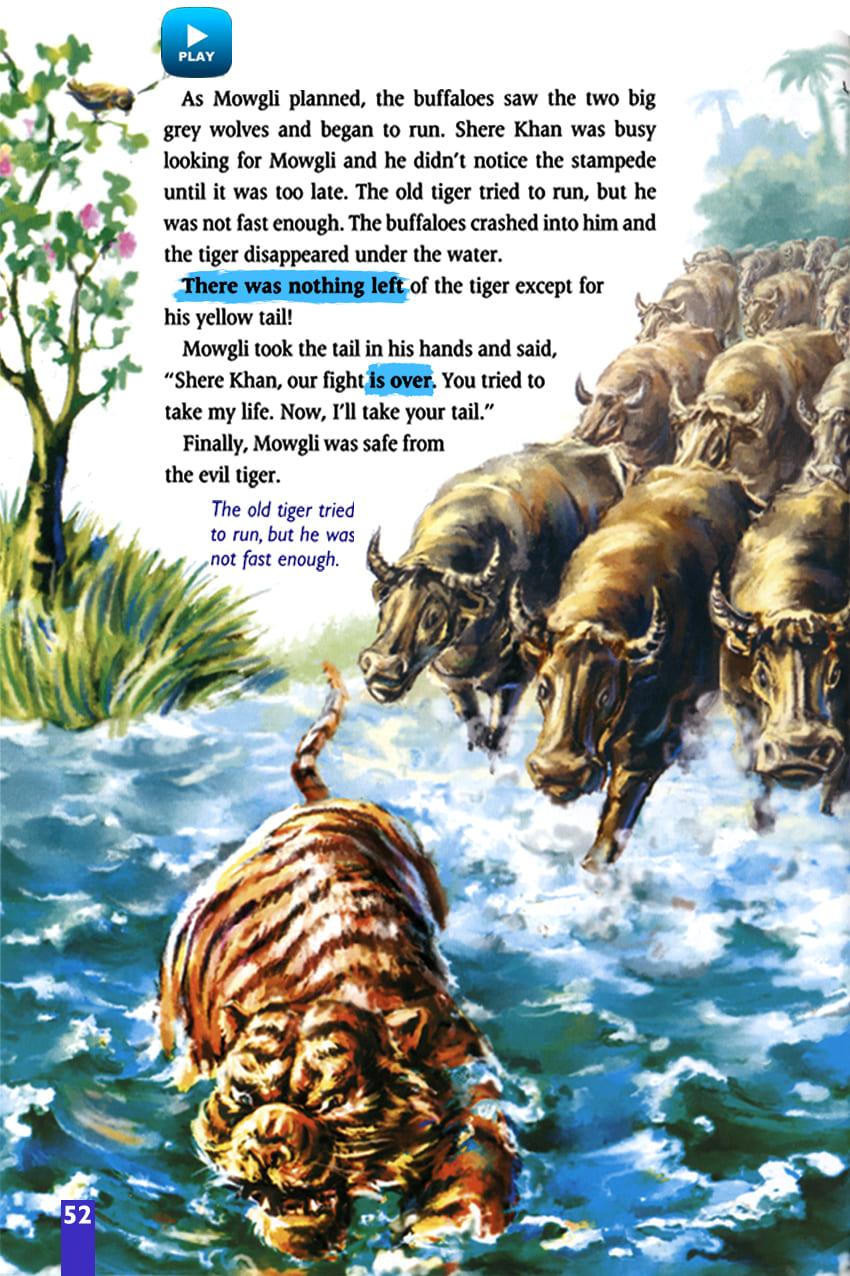 PLAY
As Mowgli planned, the buffaloes saw the two big
grey wolves and began to run. Shere Khan was busy
looking for Mowgli and he didn't notice the stampede
until it was too late. The old tiger tried to run, but he
was not fast enough. The buffaloes crashed into him and
the tiger disappeared under the water.
There was nothing left of the tiger except for
his yellow tail!
Mowgli took the tail in his hands and said,
“Shere Khan, our fight is over. You tried to
take my life. Now, I'll take your tail.”
Finally, Mowgli was safe from
the evil tiger.
The old tiger tried
to run, but he was
not fast enough.
52